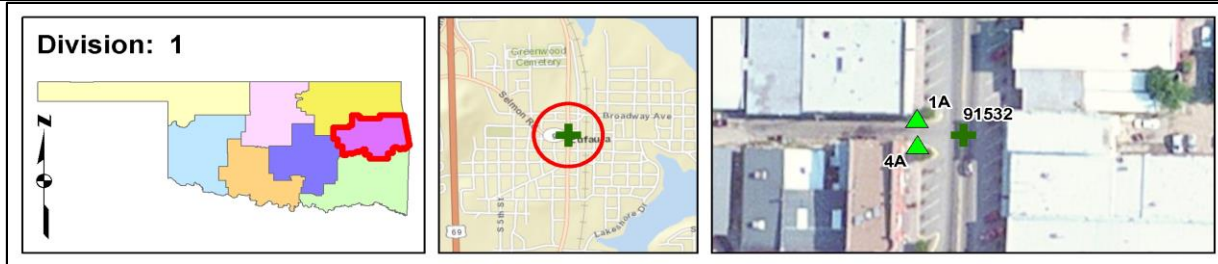 Division: 1
N
Greenwood
Cemetery
Selmon Rd
Broadway Ave
Eufaula
S 5th St
Lakeshore Dr
69
1A
91532
4A